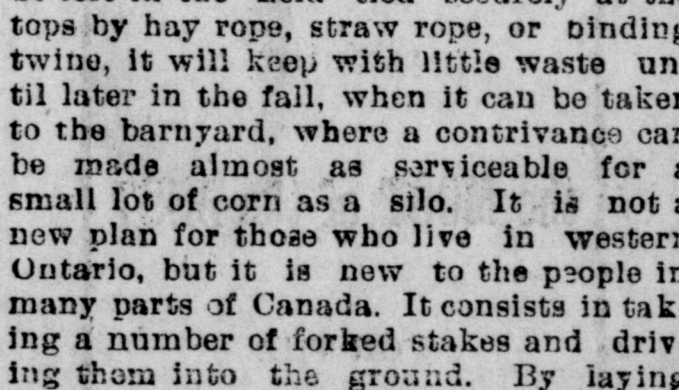 tops by hay rope, straw rope, or binding
twine, it will keep with little waste un
til later in the fall, when it can be taken
to the barnyard, where a contrivance can
be made almost as serviceable for a
small lot of corn as a silo. It is not a
new plan for those who live in western
Ontario, but it is new to the people in
many parts of Canada. It consists in tak
ing a number of forked stakes and driv
ing them into the ground. By laying